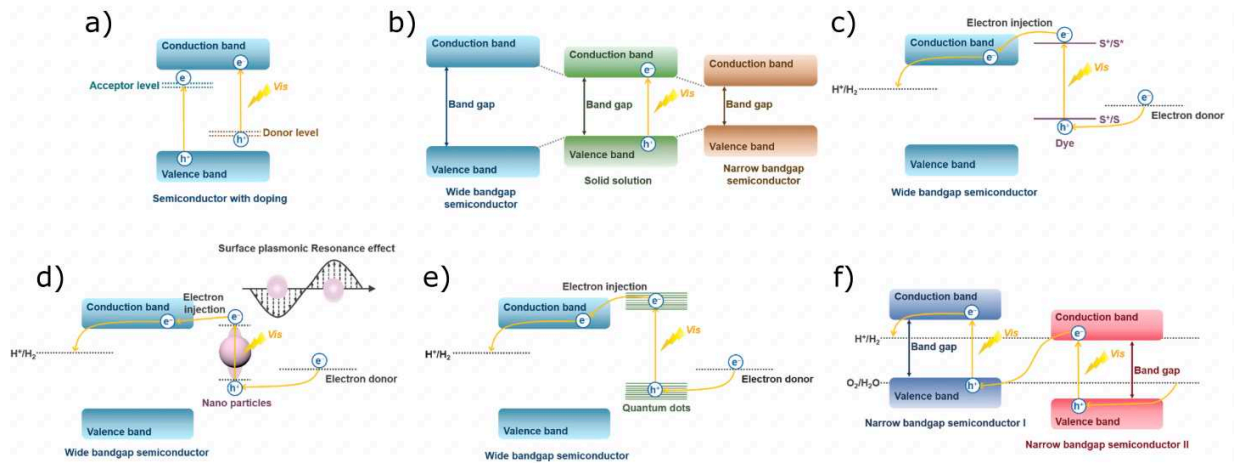 a)
Conduction band
e⁻
e⁻
Acceptor level
Vis
Donor level
h⁺
h⁺
Valence band
Semiconductor with doping
b)
Conduction band
Conduction band
e⁻
Conduction band
Band gap
Band gap
Vis
Band gap
Valence band
Valence band
h⁺
Valence band
Wide bandgap
semiconductor
Solid solution
Narrow bandgap
semiconductor
c)
Electron injection
Conduction band
e⁻
e⁻
S⁺/S*
H⁺/H₂
Vis
e⁻
Electron donor
S⁺/S
h⁺
Dye
Valence band
Wide bandgap semiconductor
d)
Surface plasmonic Resonance effect
Electron
injection
Conduction band
e⁻
e⁻
Vis
H⁺/H₂
e⁻
Electron donor
h⁺
Nano particles
Valence band
Wide bandgap semiconductor
e)
Electron injection
Conduction band
e⁻
e⁻
Vis
H⁺/H₂
e⁻
Electron donor
h⁺
Quantum dots
Valence band
Wide bandgap semiconductor
f)
Conduction band
e⁻
Conduction band
e⁻
H⁺/H₂
Vis
Band gap
Vis
Band gap
O₂/H₂O
h⁺
Valence band
h⁺
Valence band
Narrow bandgap semiconductor I
Narrow bandgap semiconductor II